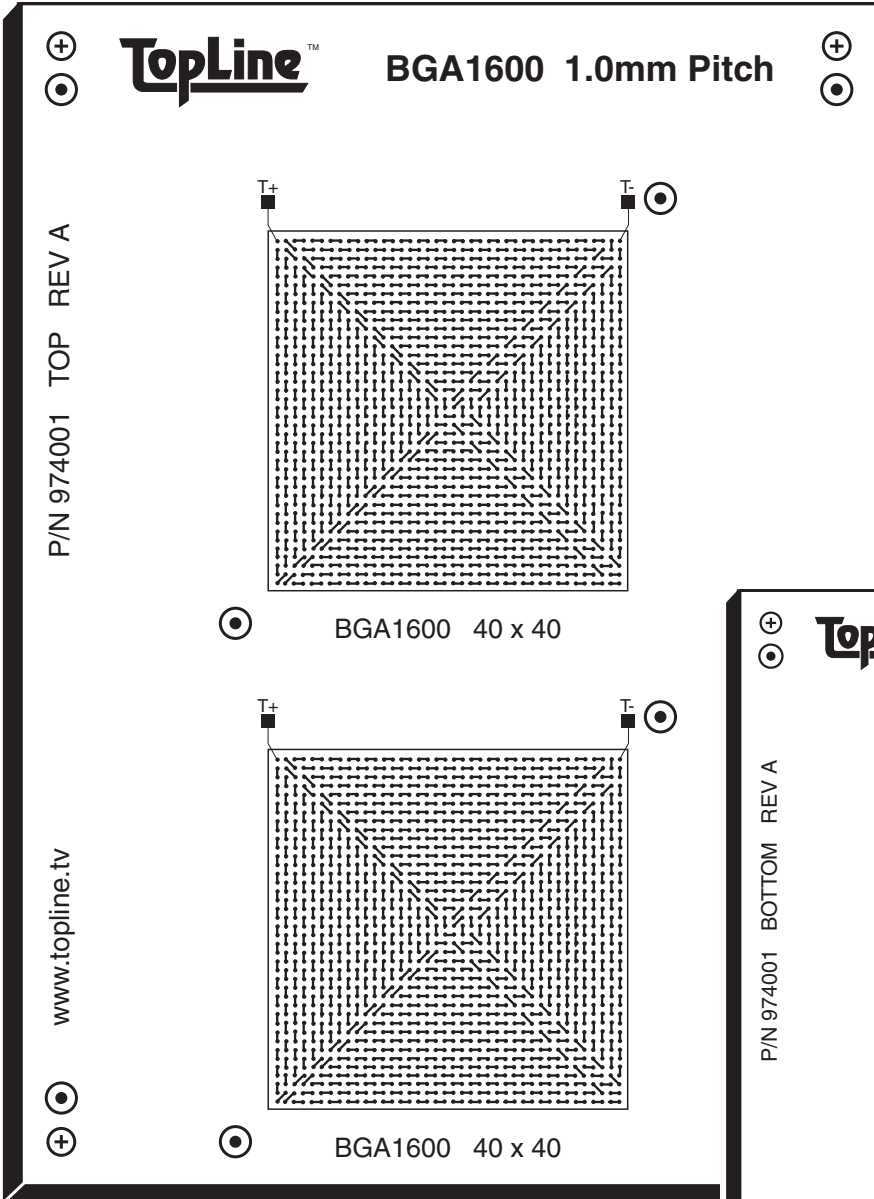 TopLine™
BGA1600 1.0mm Pitch
P/N 974001 TOP REV A
T+
T-
BGA1600 40 x 40
T+
T-
BGA1600 40 x 40
www.topline.tv
Top
P/N 974001 BOTTOM REV A